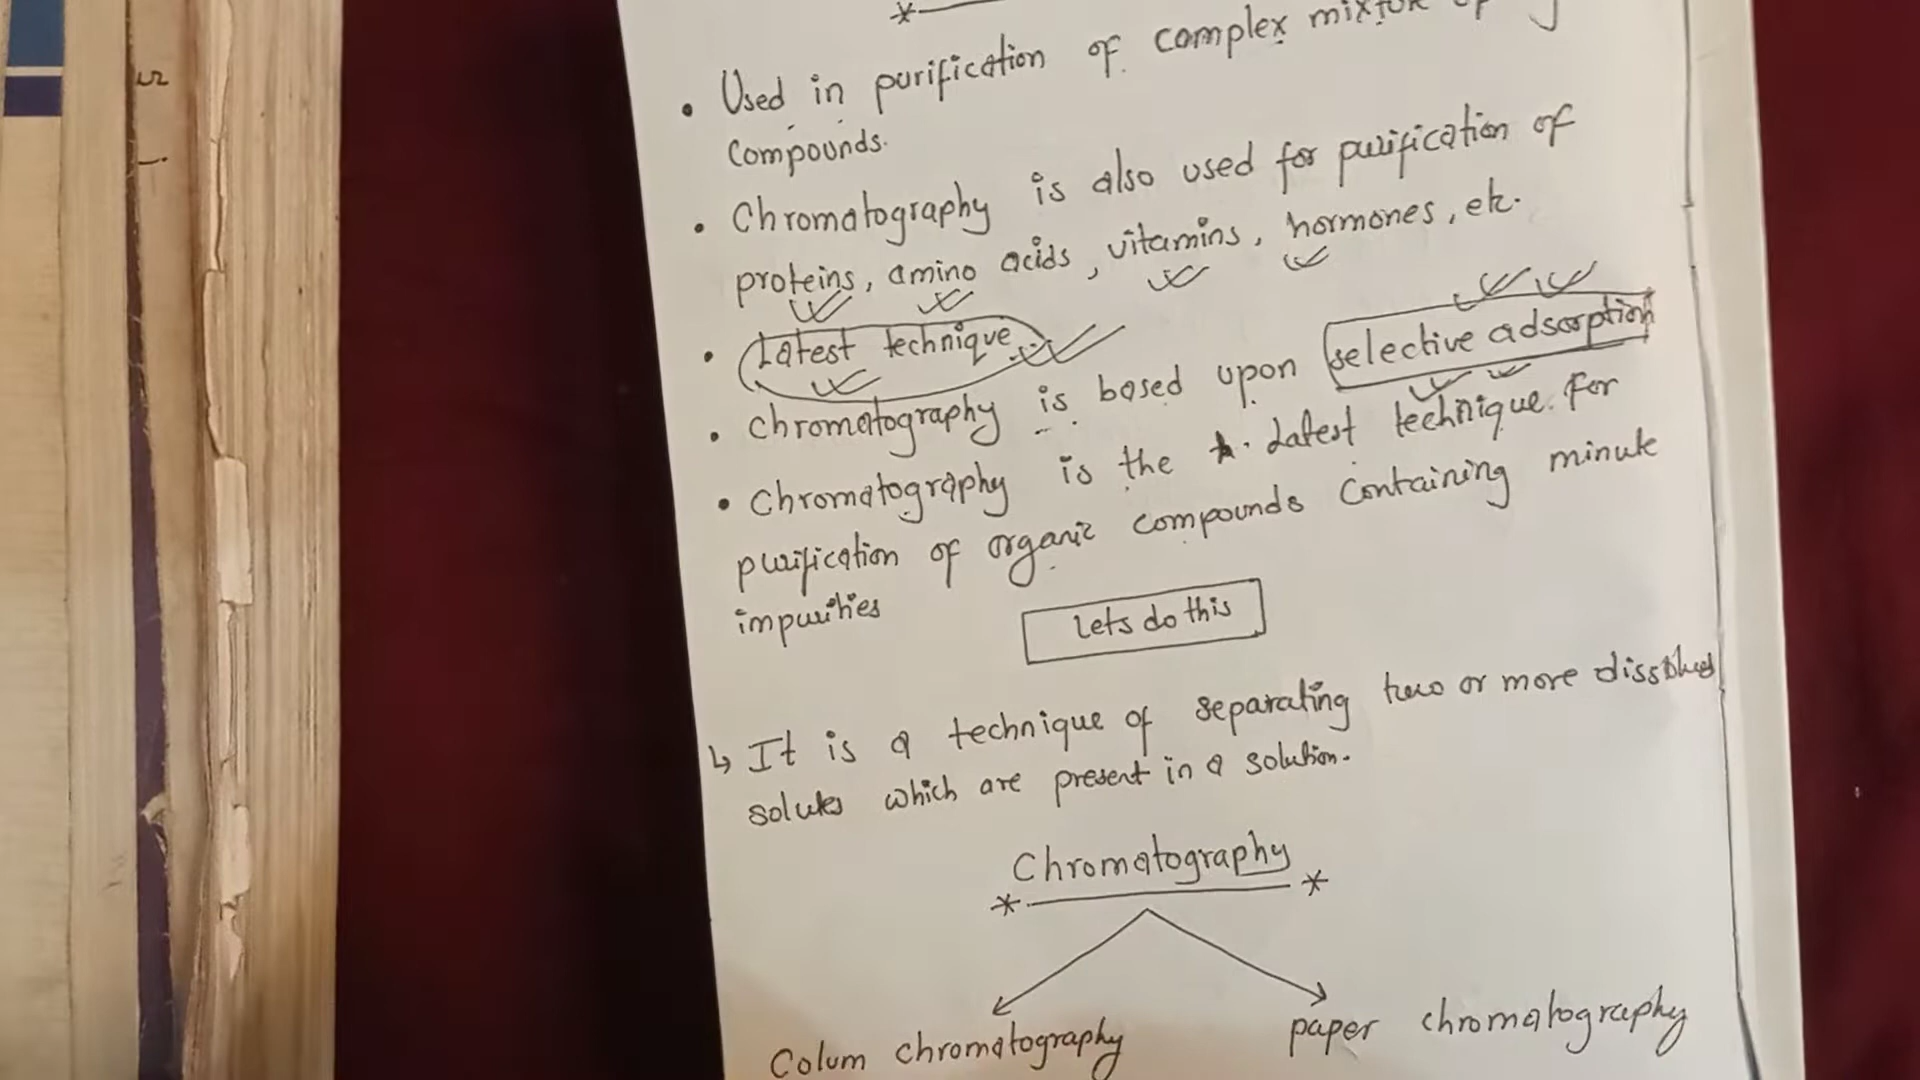 • Used in purification of complex mixture of
compounds.
• Chromatography is also used for purification of
proteins, amino acids, vitamins, hormones, etc.
• Latest technique
• chromatography is based upon selective adsorption
• Chromatography is the Latest technique for
purification of organic compounds containing minute
impurities
Lets do this
↳ It is a technique of separating two or more dissolved
solutes which are present in a solution.
Chromatography
Colum chromatography paper chromatography